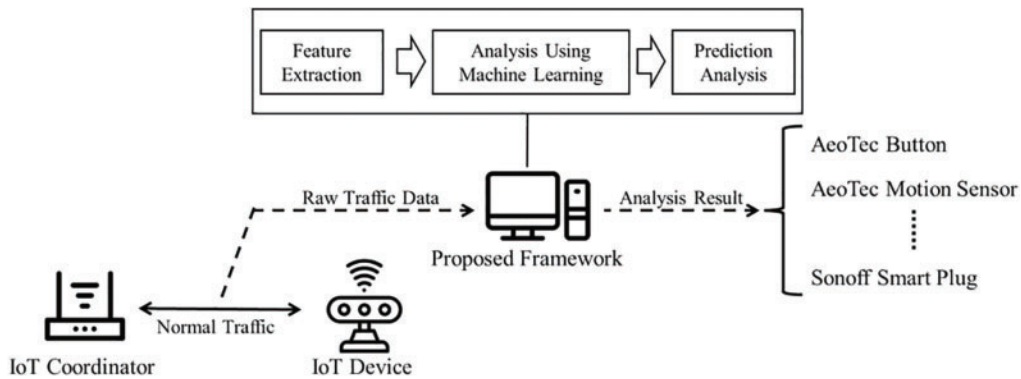 Feature
Extraction
Analysis Using
Machine Learning
Prediction
Analysis
AeoTec Button
AeoTec Motion Sensor
Sonoff Smart Plug
Raw Traffic Data
Analysis Result
Proposed Framework
Normal Traffic
IoT Coordinator
IoT Device